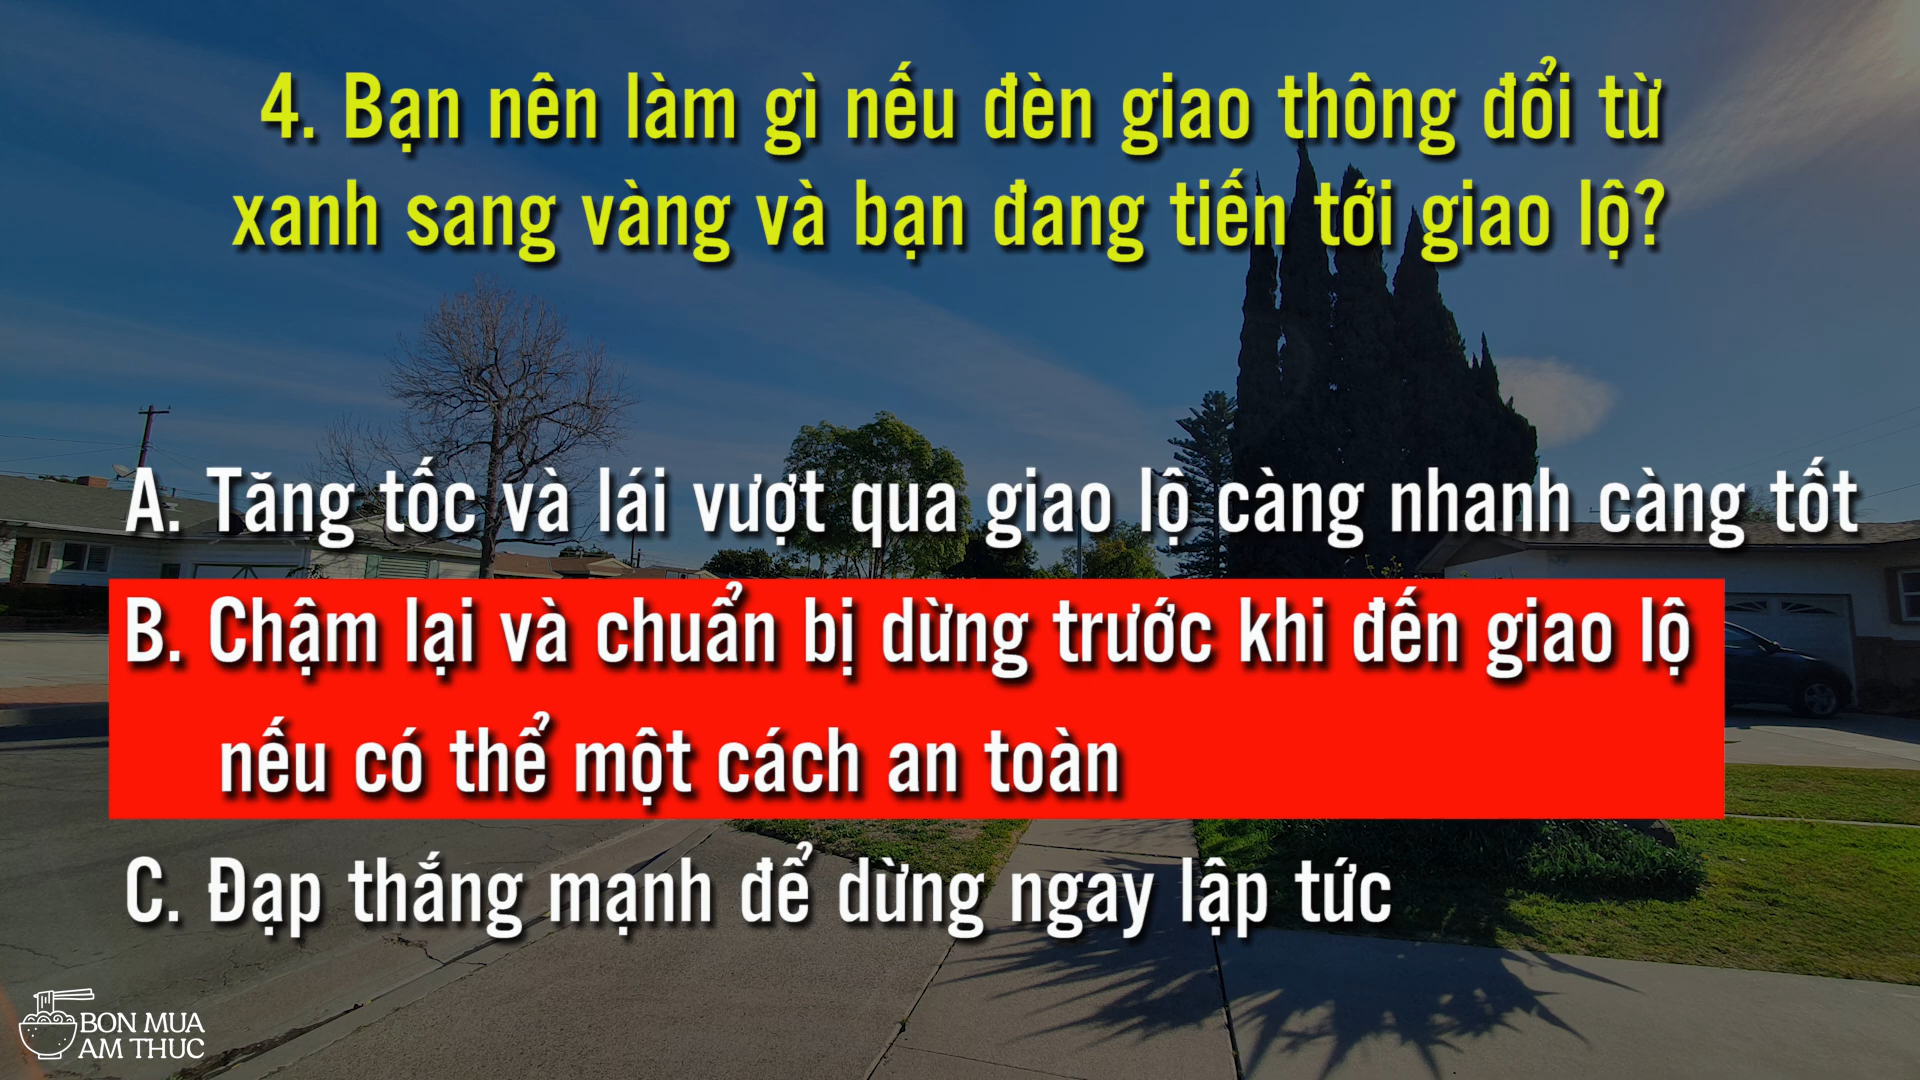 4. Bạn nên làm gì nếu đèn giao thông đổi từ
xanh sang vàng và bạn đang tiến tới giao lộ?
A. Tăng tốc và lái vượt qua giao lộ càng nhanh càng tốt
B. Chậm lại và chuẩn bị dừng trước khi đến giao lộ
nếu có thể một cách an toàn
C. Đạp thắng mạnh để dừng ngay lập tức
BON MUA
AM THUC